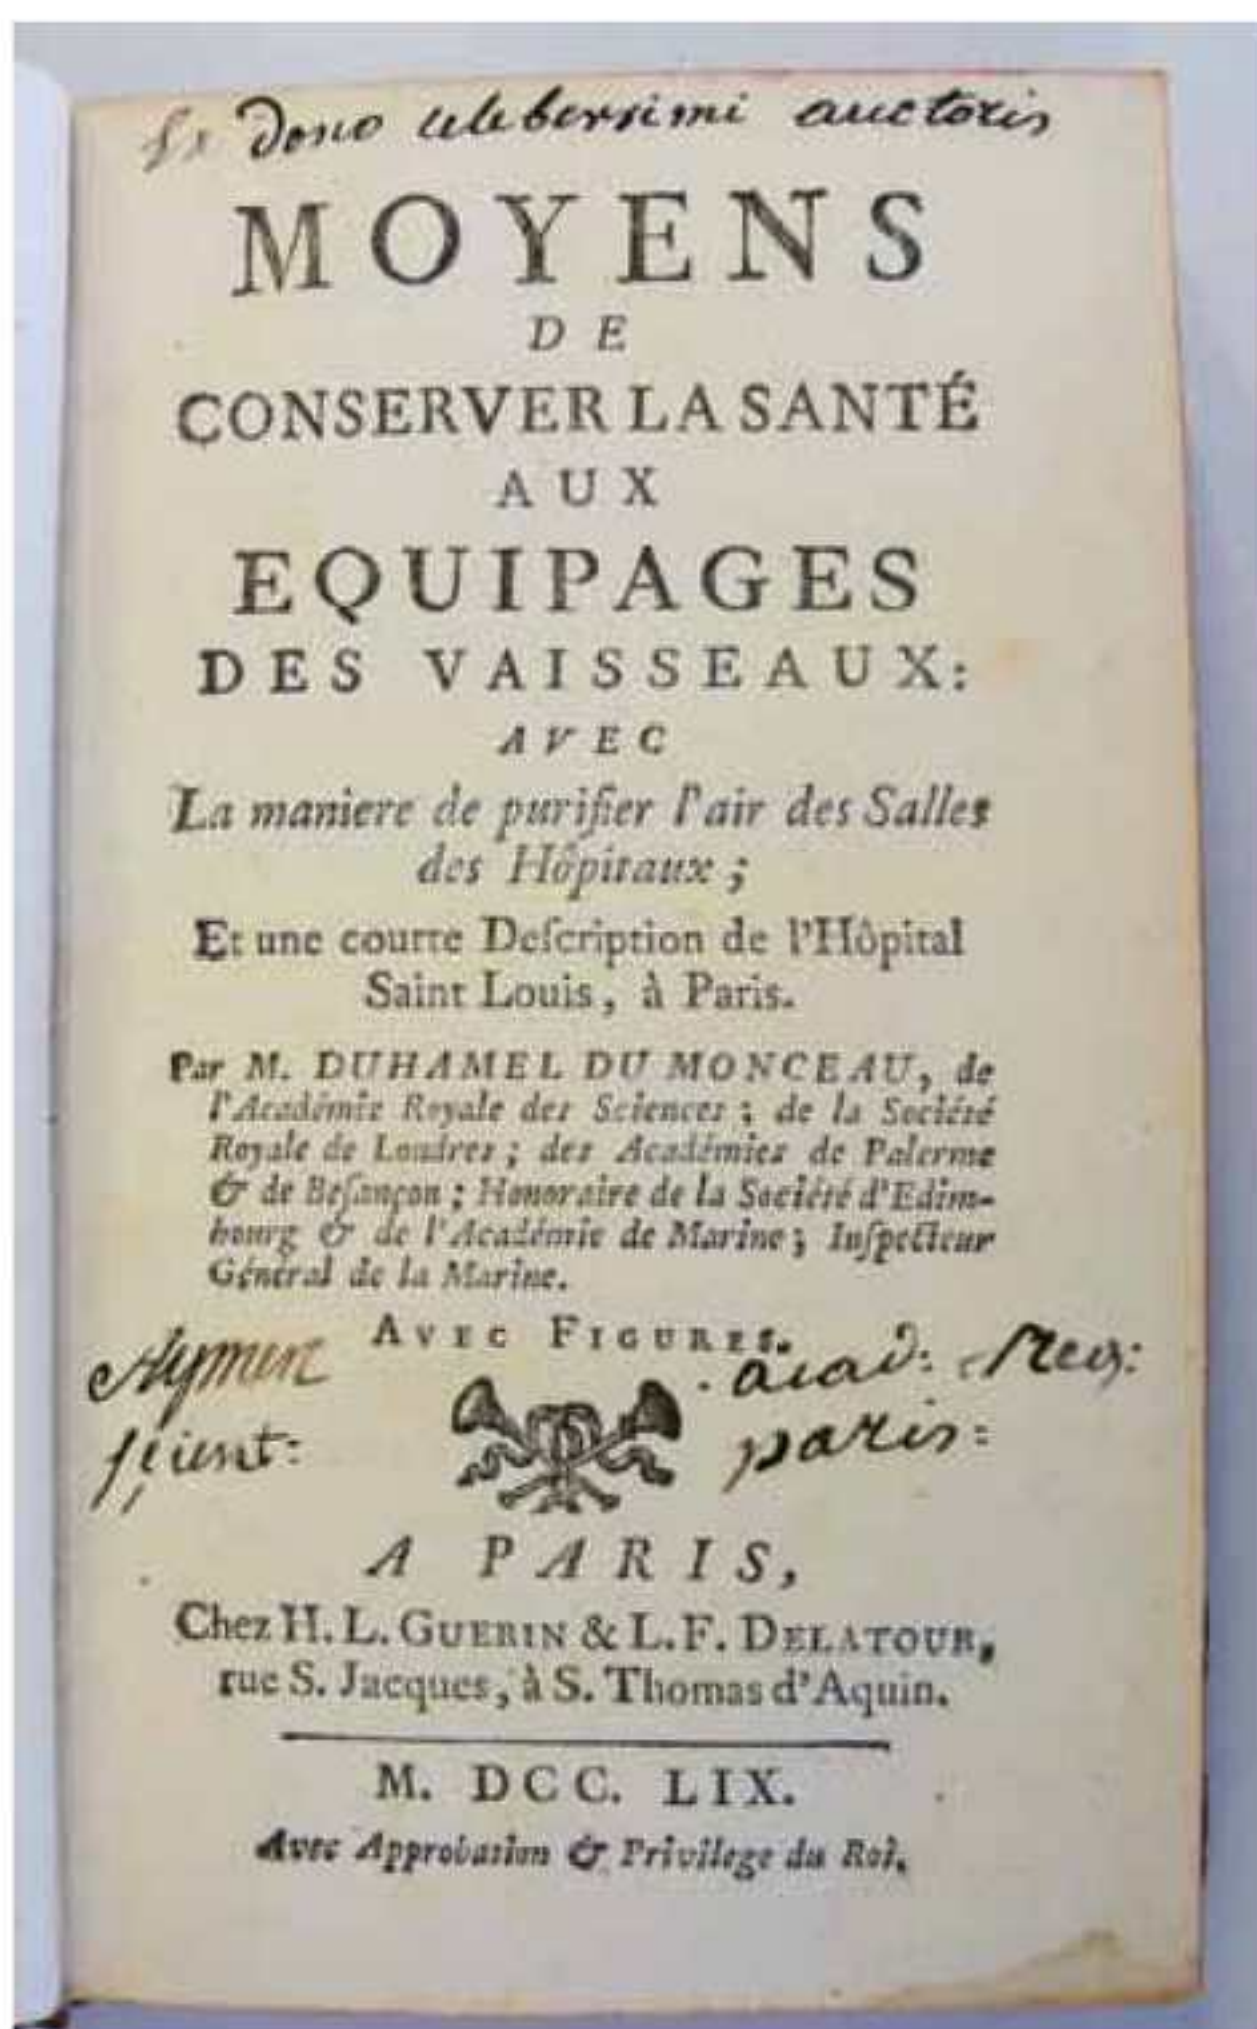 Ex dono celeberrimi auctoris
MOYENS
DE
CONSERVER LA SANTÉ
AUX
EQUIPAGES
DES VAISSEAUX:
AVEC
La maniere de purifier l'air des Salles
des Hôpitaux;
Et une courte Deſcription de l'Hôpital
Saint Louis, à Paris.
Par M. DUHAMEL DU MONCEAU, de
l'Académie Royale des Sciences; de la Société
Royale de Londres; des Académies de Palerme
& de Beſançon; Honoraire de la Société d'Edim-
bourg & de l'Académie de Marine; Inſpecteur
Général de la Marine.
AVEC FIGURES.
Aymen acad: Reg:
ſcient: paris:
A PARIS,
Chez H. L. GUERIN & L. F. DELATOUR,
rue S. Jacques, à S. Thomas d'Aquin.
M. DCC. LIX.
Avec Approbation & Privilege du Roi.